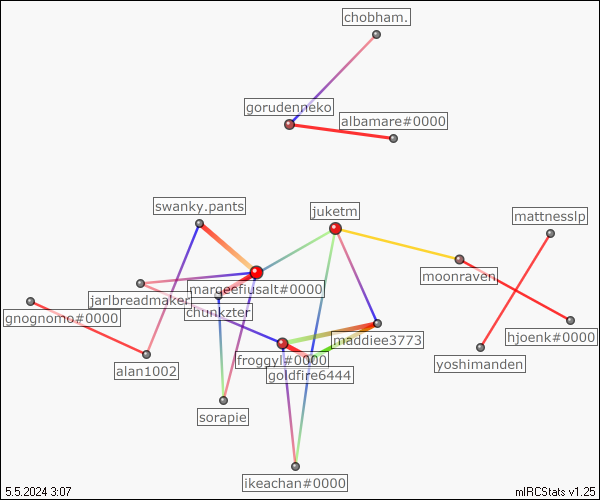 chobham.
gorudenneko
albamare#0000
swanky.pants
juketm
mattnesslp
moonraven
margeefiusalt#0000
jarlbreadmaker
chunkzter
gnognomo#0000
hjoenk#0000
maddiee3773
froggyl#0000
yoshimanden
alan1002
goldfire6444
sorapie
ikeachan#0000
5.5.2024 3:07
mIRCStats v1.25